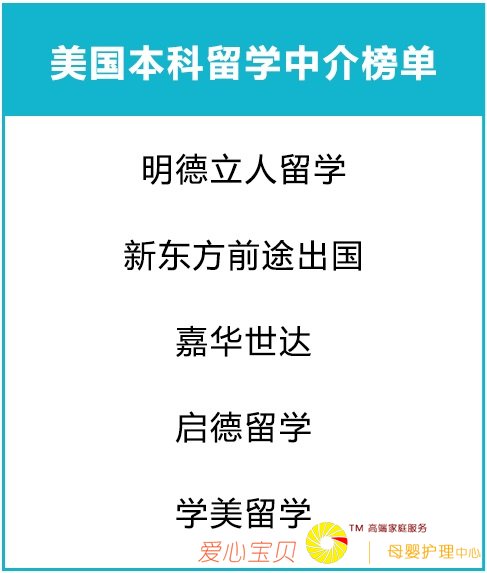 美国本科留学中介榜单
明德立人留学
新东方前途出国
嘉华世达
启德留学
学美留学
TM 高端家庭服务
爱心宝贝 | 母婴护理中心